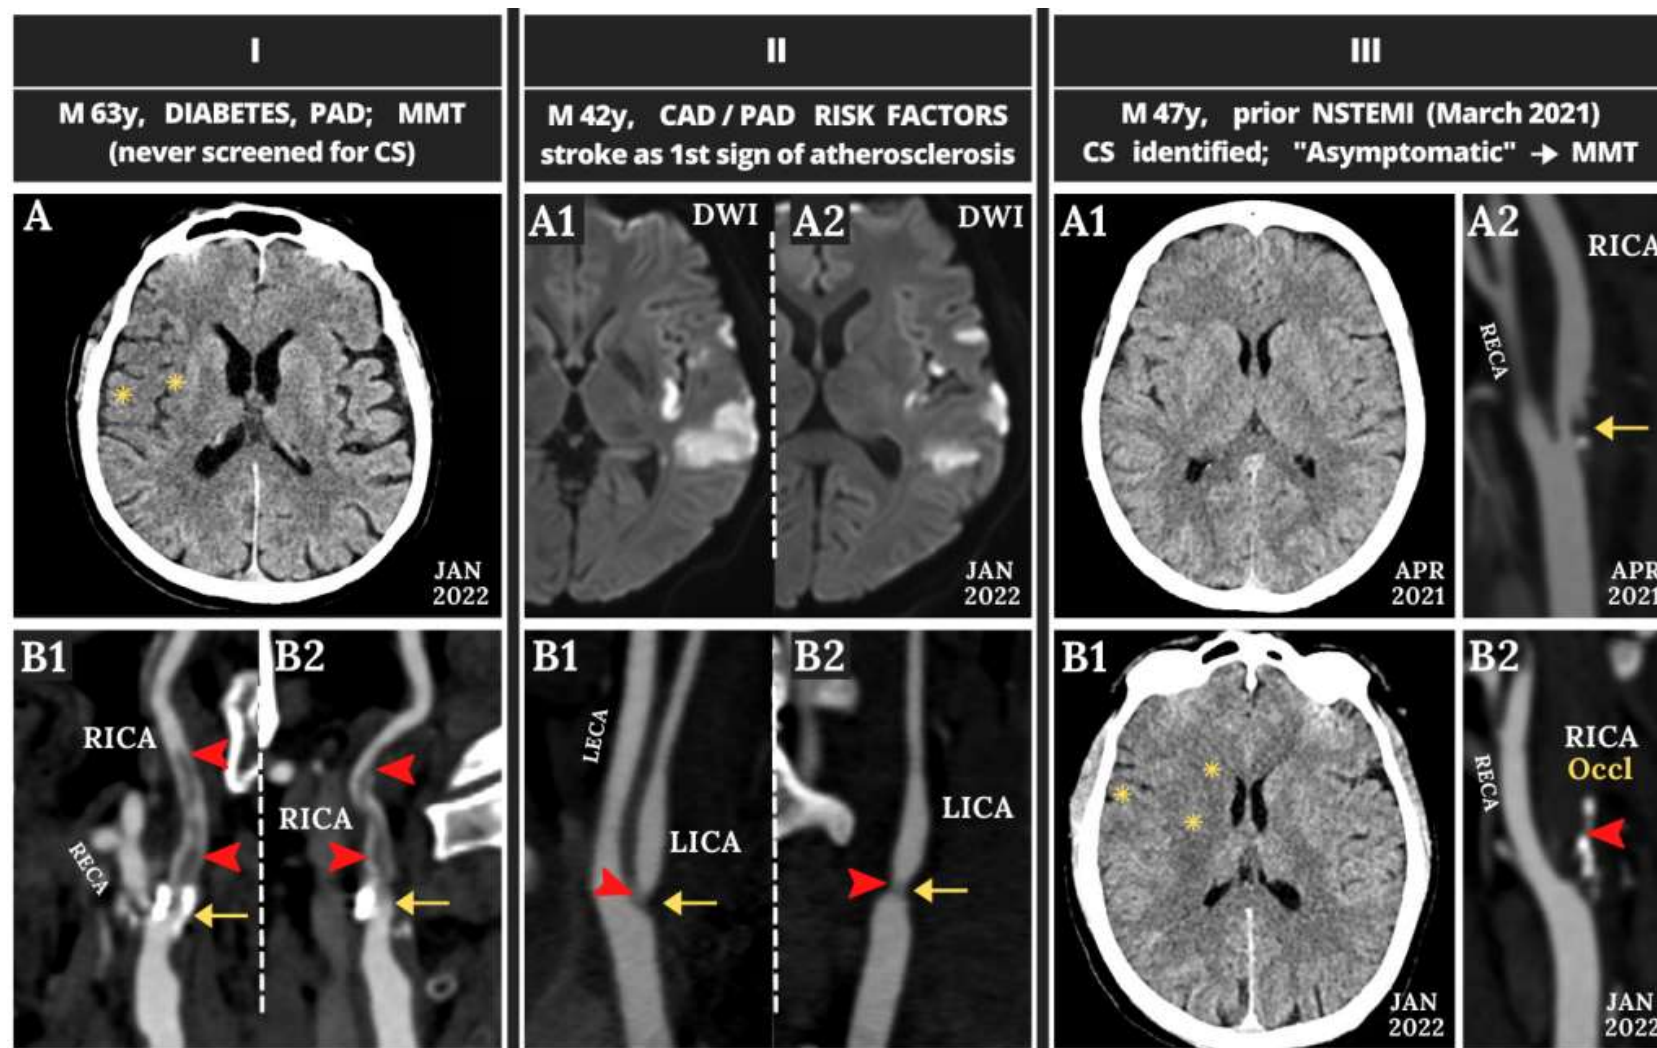 I
M 63y, DIABETES, PAD; MMT
(never screened for CS)
A
JAN
2022
B1
RICA
RECA
B2
RICA
II
M 42y, CAD / PAD RISK FACTORS
stroke as 1st sign of atherosclerosis
A1
DWI
A2
DWI
JAN
2022
B1
LECA
LICA
B2
LICA
III
M 47y, prior NSTEMI (March 2021)
CS identified; "Asymptomatic" → MMT
A1
APR
2021
A2
RICA
RECA
APR
2021
B1
JAN
2022
B2
RICA
Occl
RECA
JAN
2022